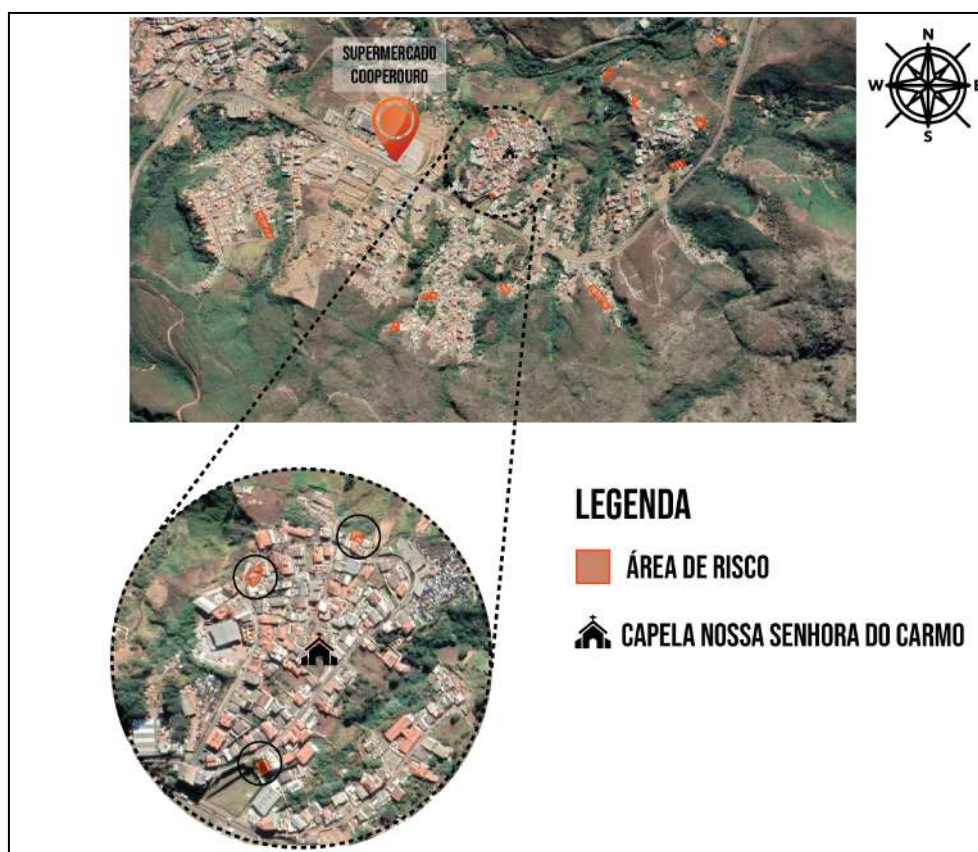 SUPERMERCADO
COOPEROURO
N
W
E
S
LEGENDA
ÁREA DE RISCO
CAPELA NOSSA SENHORA DO CARMO